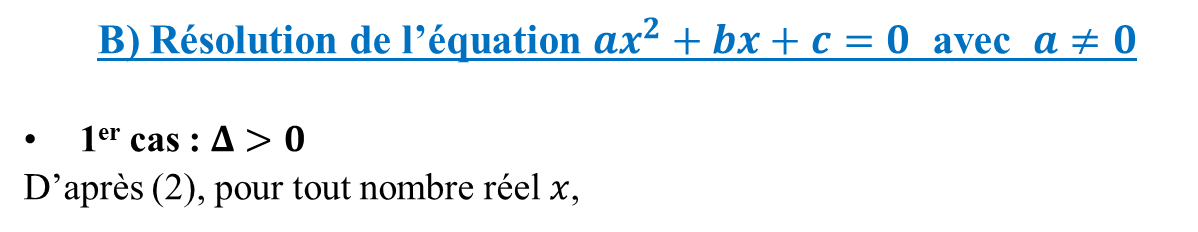 B) Résolution de l’équation 𝒂𝒙² + 𝒃𝒙 + 𝒄 = 𝟎 avec 𝒂 ≠ 𝟎
• 1er cas : Δ > 0
D’après (2), pour tout nombre réel 𝑥,